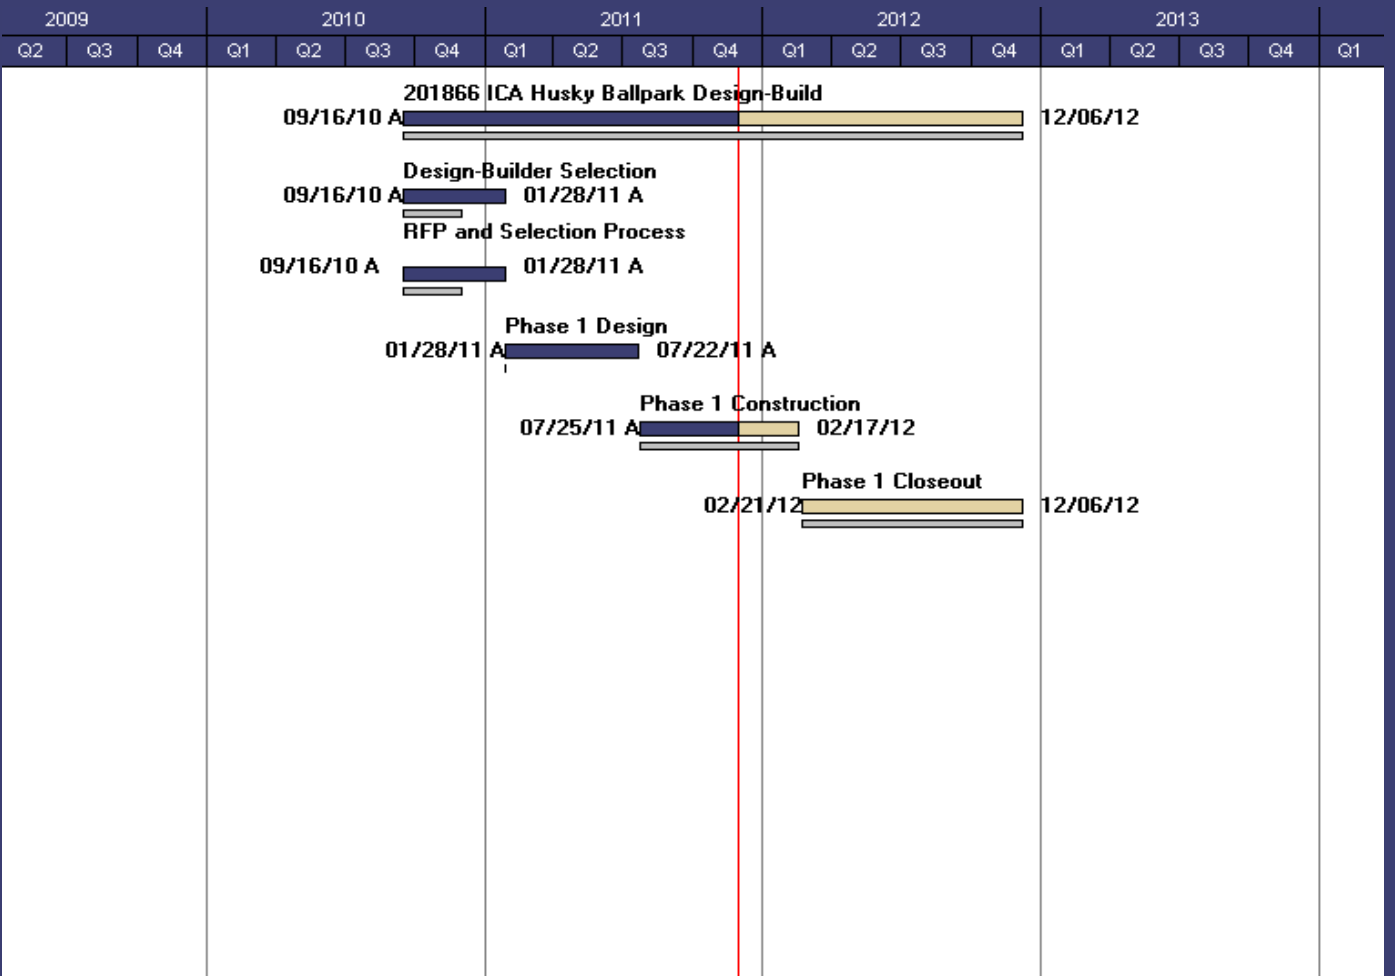 2009 2010 2011 2012 2013
Q2 Q3 Q4 Q1 Q2 Q3 Q4 Q1 Q2 Q3 Q4 Q1 Q2 Q3 Q4 Q1 Q2 Q3 Q4 Q1
201866 ICA Husky Ballpark Design-Build
09/16/10 A 12/06/12
Design-Builder Selection
09/16/10 A 01/28/11 A
RFP and Selection Process
09/16/10 A 01/28/11 A
Phase 1 Design
01/28/11 A 07/22/11 A
Phase 1 Construction
07/25/11 A 02/17/12
Phase 1 Closeout
02/21/12 12/06/12